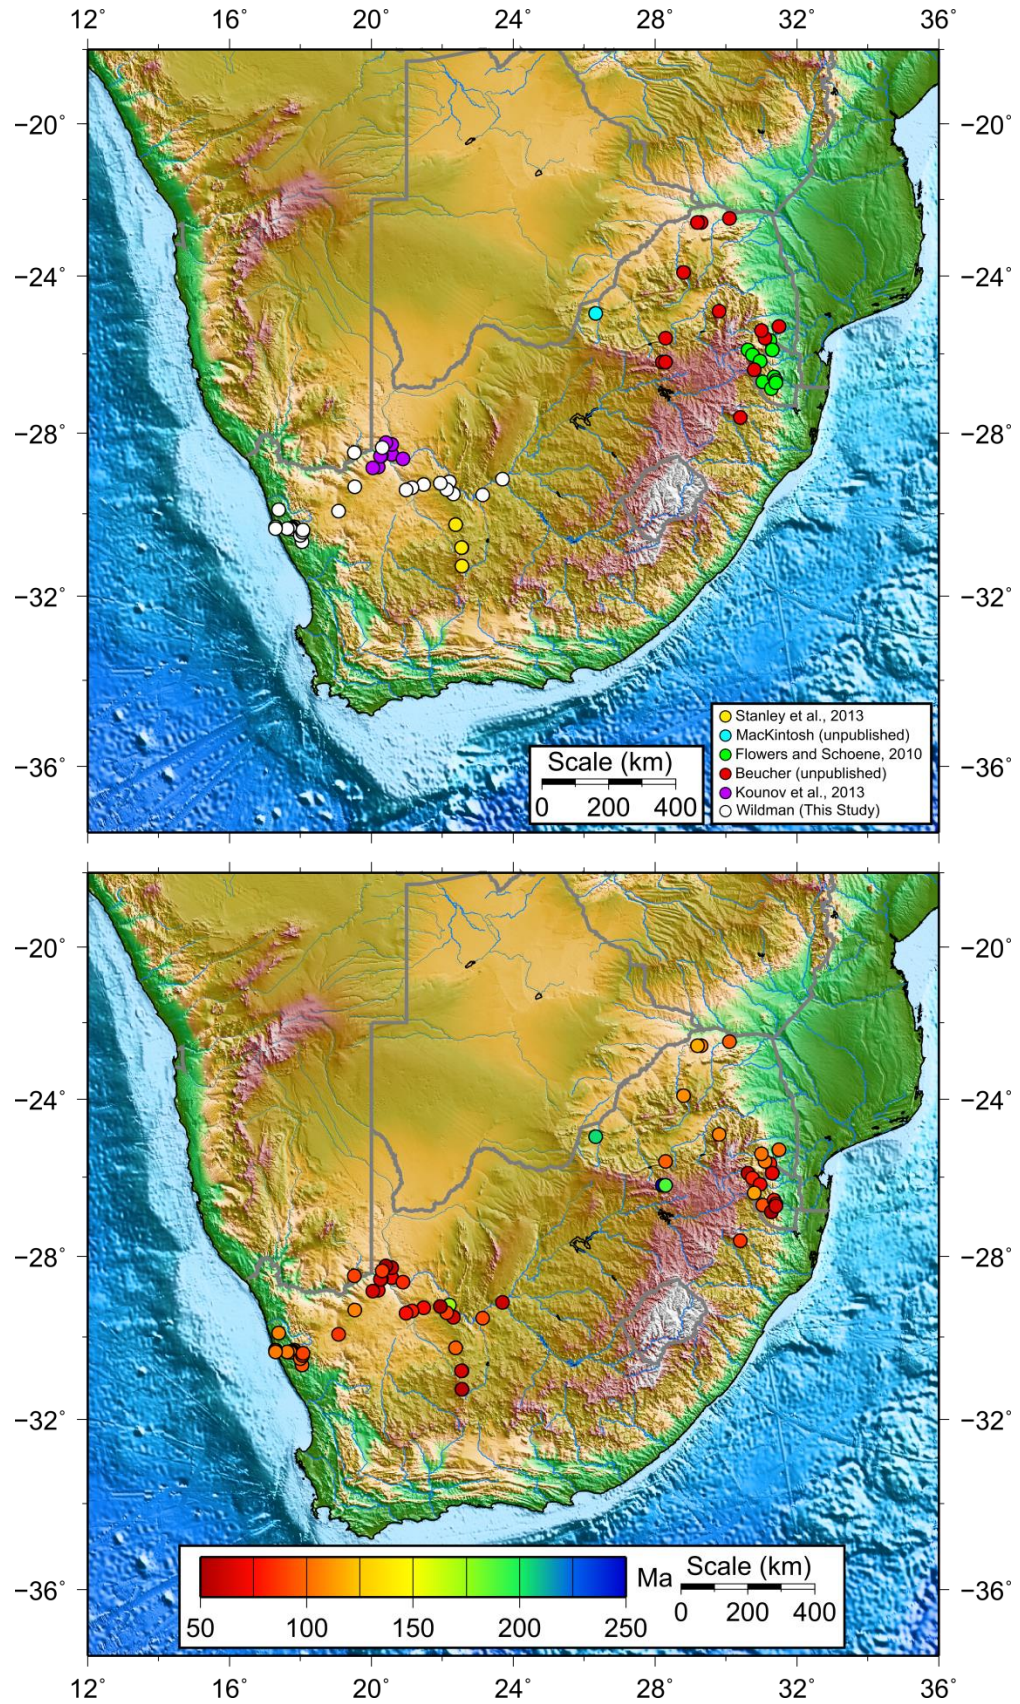 12° 16° 20° 24° 28° 32° 36°
−20° −20°
−24° −24°
−28° −28°
−32° −32°
−36° −36°
Scale (km)
0 200 400
Stanley et al., 2013
MacKintosh (unpublished)
Flowers and Schoene, 2010
Beucher (unpublished)
Kounov et al., 2013
Wildman (This Study)
−20° −20°
−24° −24°
−28° −28°
−32° −32°
−36° −36°
50 100 150 200 250
Ma
Scale (km)
0 200 400
12° 16° 20° 24° 28° 32° 36°